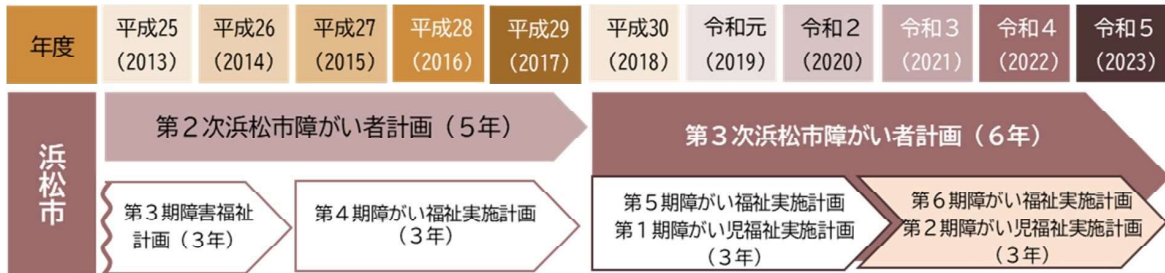 年度
平成25
(2013)
平成26
(2014)
平成27
(2015)
平成28
(2016)
平成29
(2017)
平成30
(2018)
令和元
(2019)
令和２
(2020)
令和３
(2021)
令和４
(2022)
令和５
(2023)
浜松市
第２次浜松市障がい者計画（５年）
第３次浜松市障がい者計画（６年）
第３期障害福祉
計画（３年）
第４期障がい福祉実施計画
（３年）
第５期障がい福祉実施計画
第１期障がい児福祉実施計画
（３年）
第６期障がい福祉実施計画
第２期障がい児福祉実施計画
（３年）